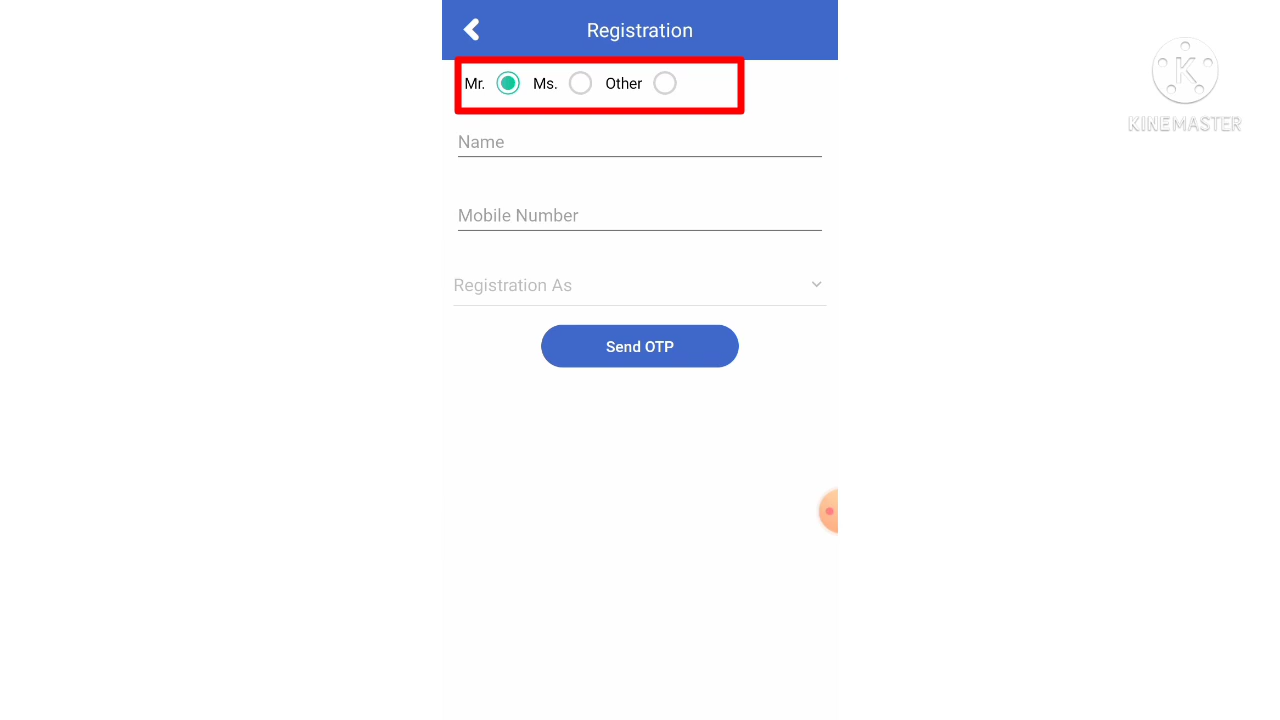 Registration
Mr. Ms. Other
Name
Mobile Number
Registration As
Send OTP
K
KINEMASTER